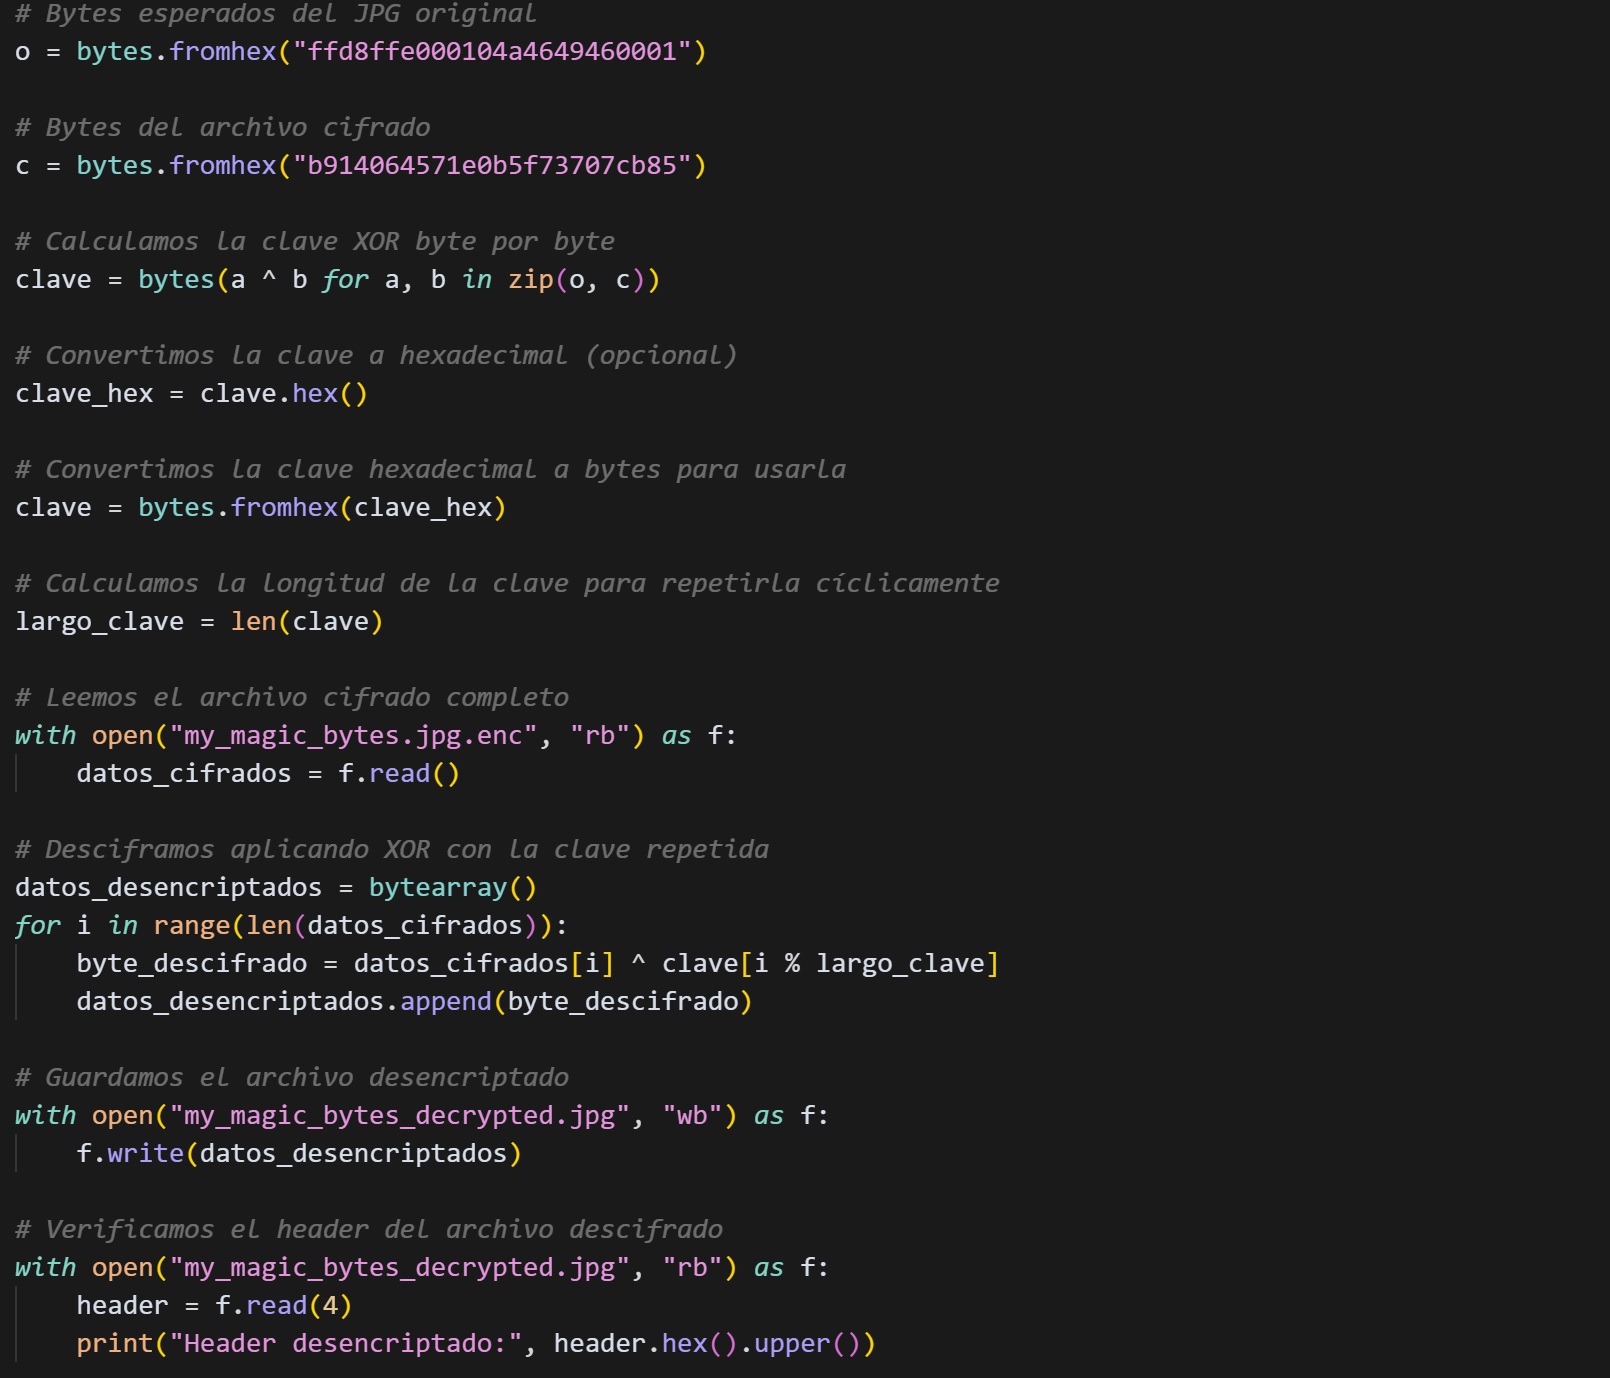 # Bytes esperados del JPG original
o = bytes.fromhex("ffd8ffe000104a4649460001")
# Bytes del archivo cifrado
c = bytes.fromhex("b914064571e0b5f73707cb85")
# Calculamos la clave XOR byte por byte
clave = bytes(a ^ b for a, b in zip(o, c))
# Convertimos la clave a hexadecimal (opcional)
clave_hex = clave.hex()
# Convertimos la clave hexadecimal a bytes para usarla
clave = bytes.fromhex(clave_hex)
# Calculamos la longitud de la clave para repetirla cíclicamente
largo_clave = len(clave)
# Leemos el archivo cifrado completo
with open("my_magic_bytes.jpg.enc", "rb") as f:
    datos_cifrados = f.read()
# Desciframos aplicando XOR con la clave repetida
datos_desencriptados = bytearray()
for i in range(len(datos_cifrados)):
    byte_descifrado = datos_cifrados[i] ^ clave[i % largo_clave]
    datos_desencriptados.append(byte_descifrado)
# Guardamos el archivo desencriptado
with open("my_magic_bytes_decrypted.jpg", "wb") as f:
    f.write(datos_desencriptados)
# Verificamos el header del archivo descifrado
with open("my_magic_bytes_decrypted.jpg", "rb") as f:
    header = f.read(4)
    print("Header desencriptado:", header.hex().upper())